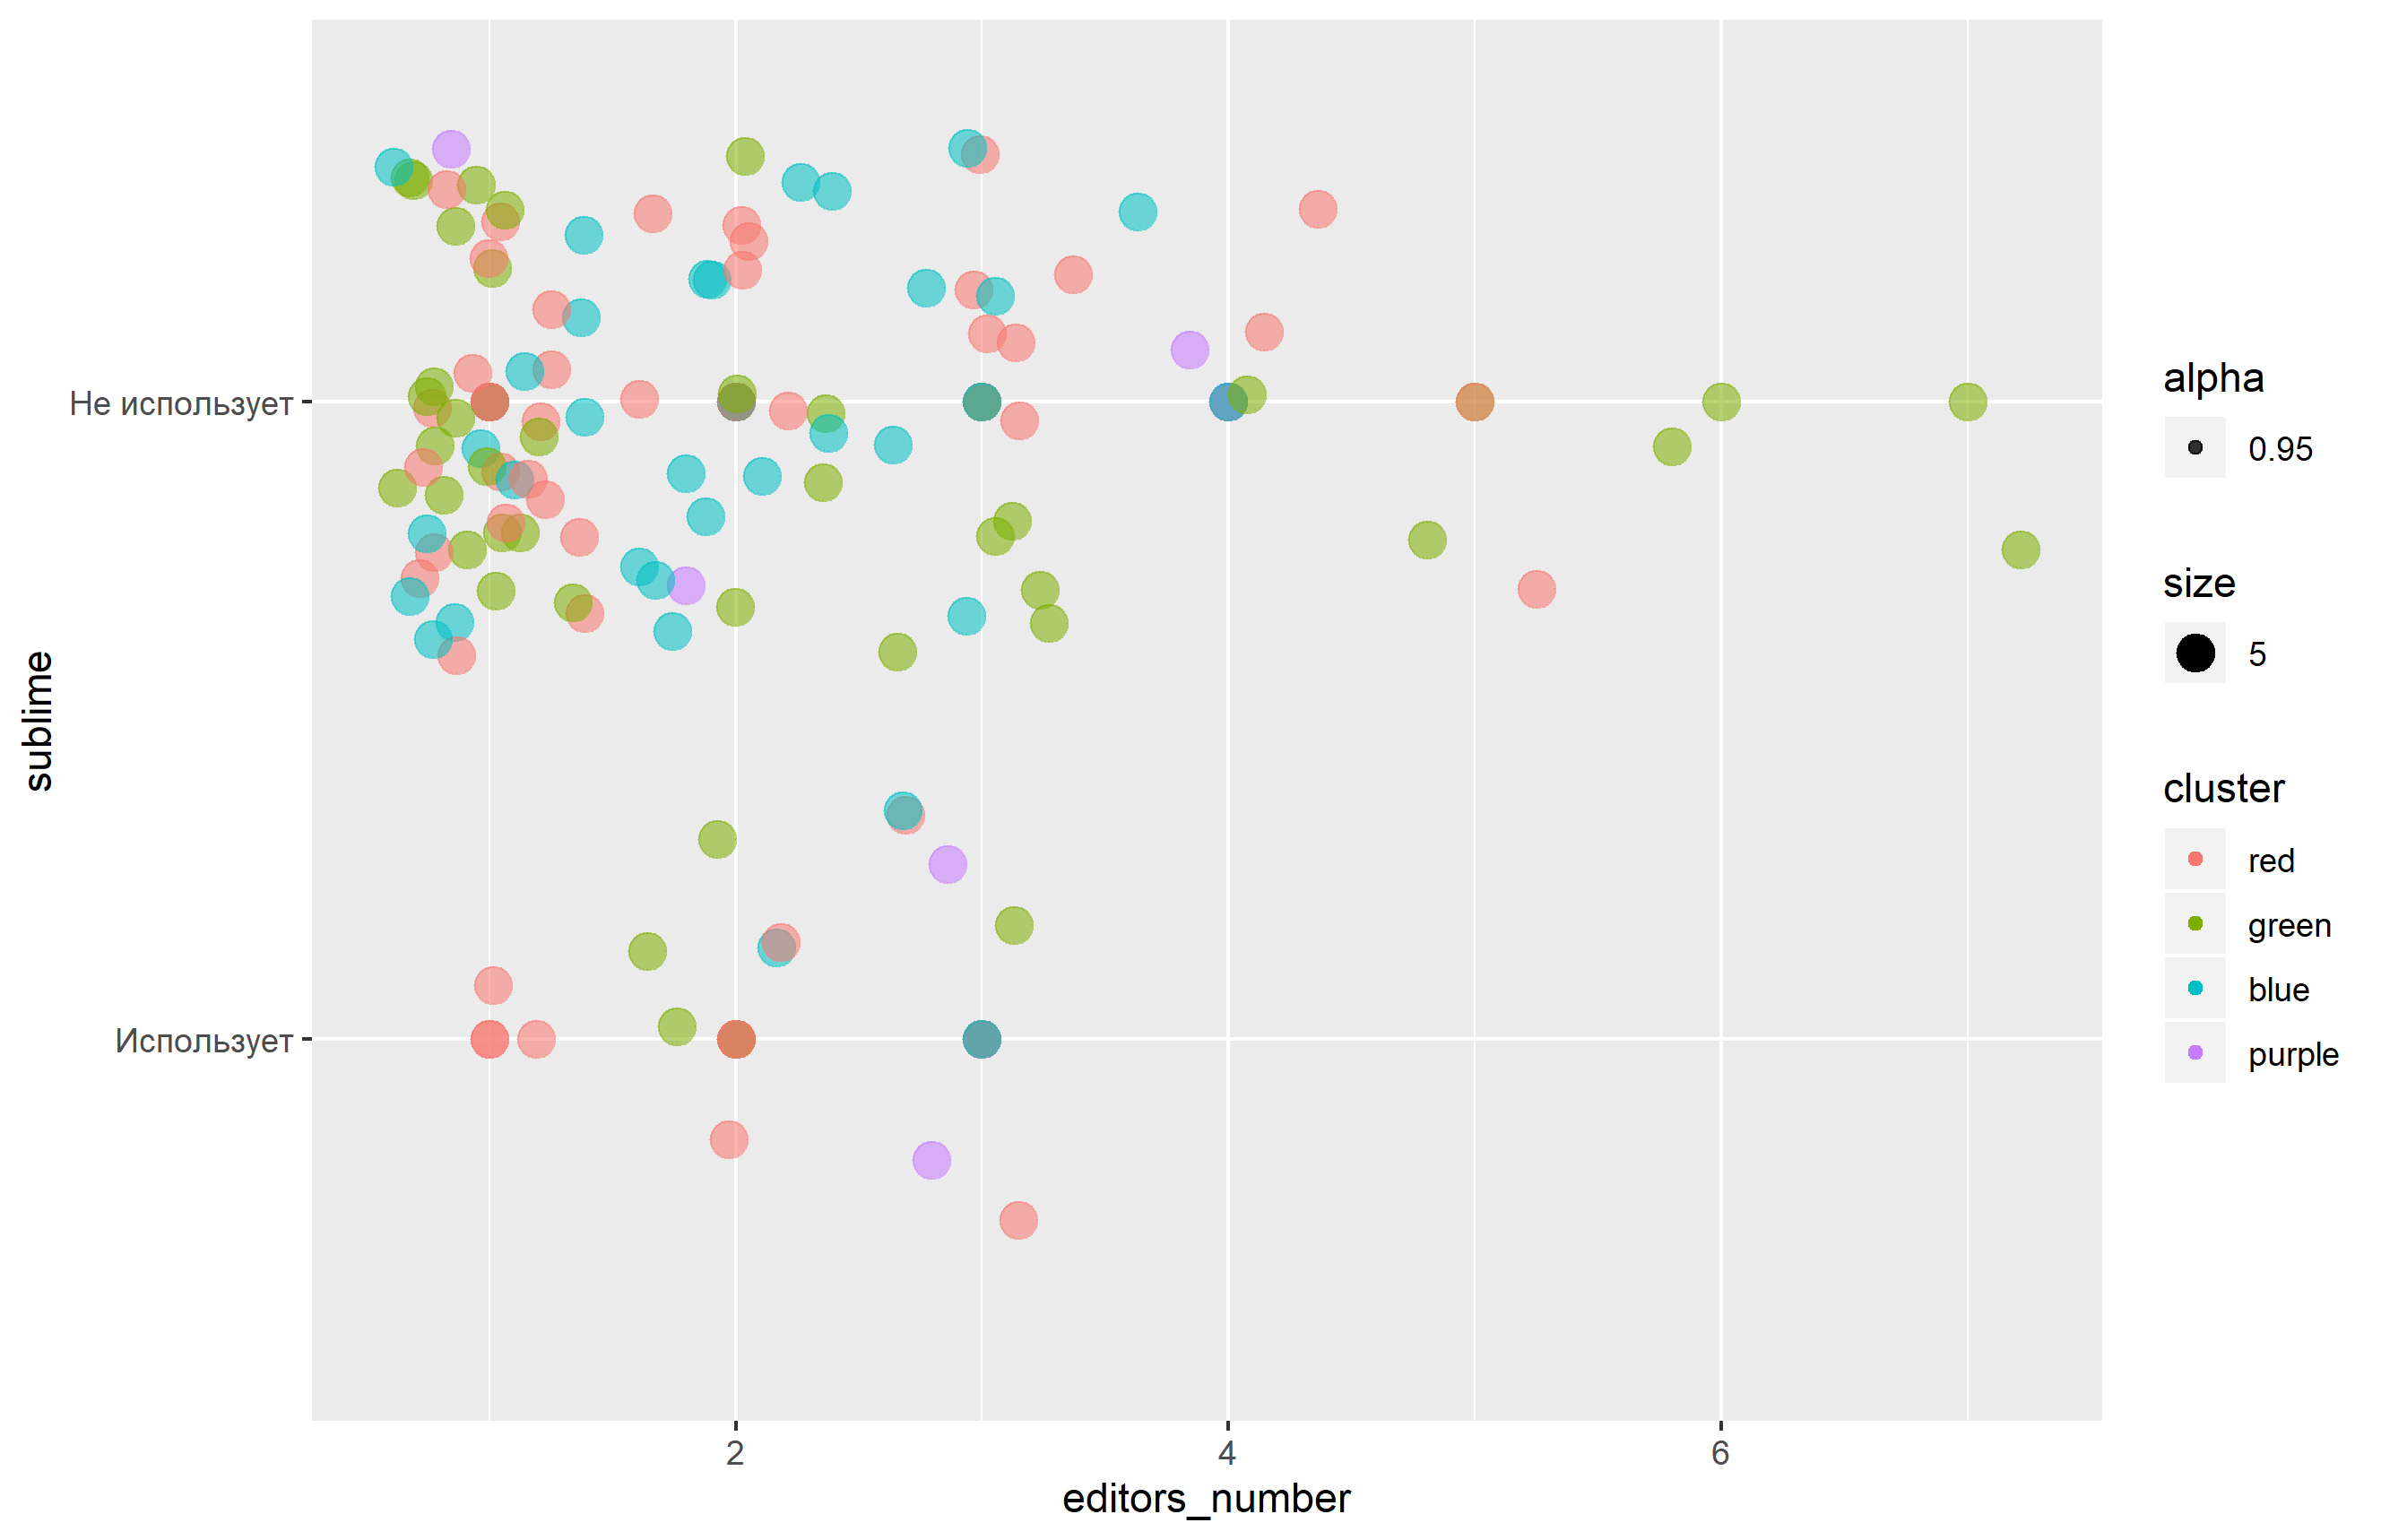 sublime
Не использует
Использует
2
4
6
editors_number
alpha
0.95
size
5
cluster
red
green
blue
purple